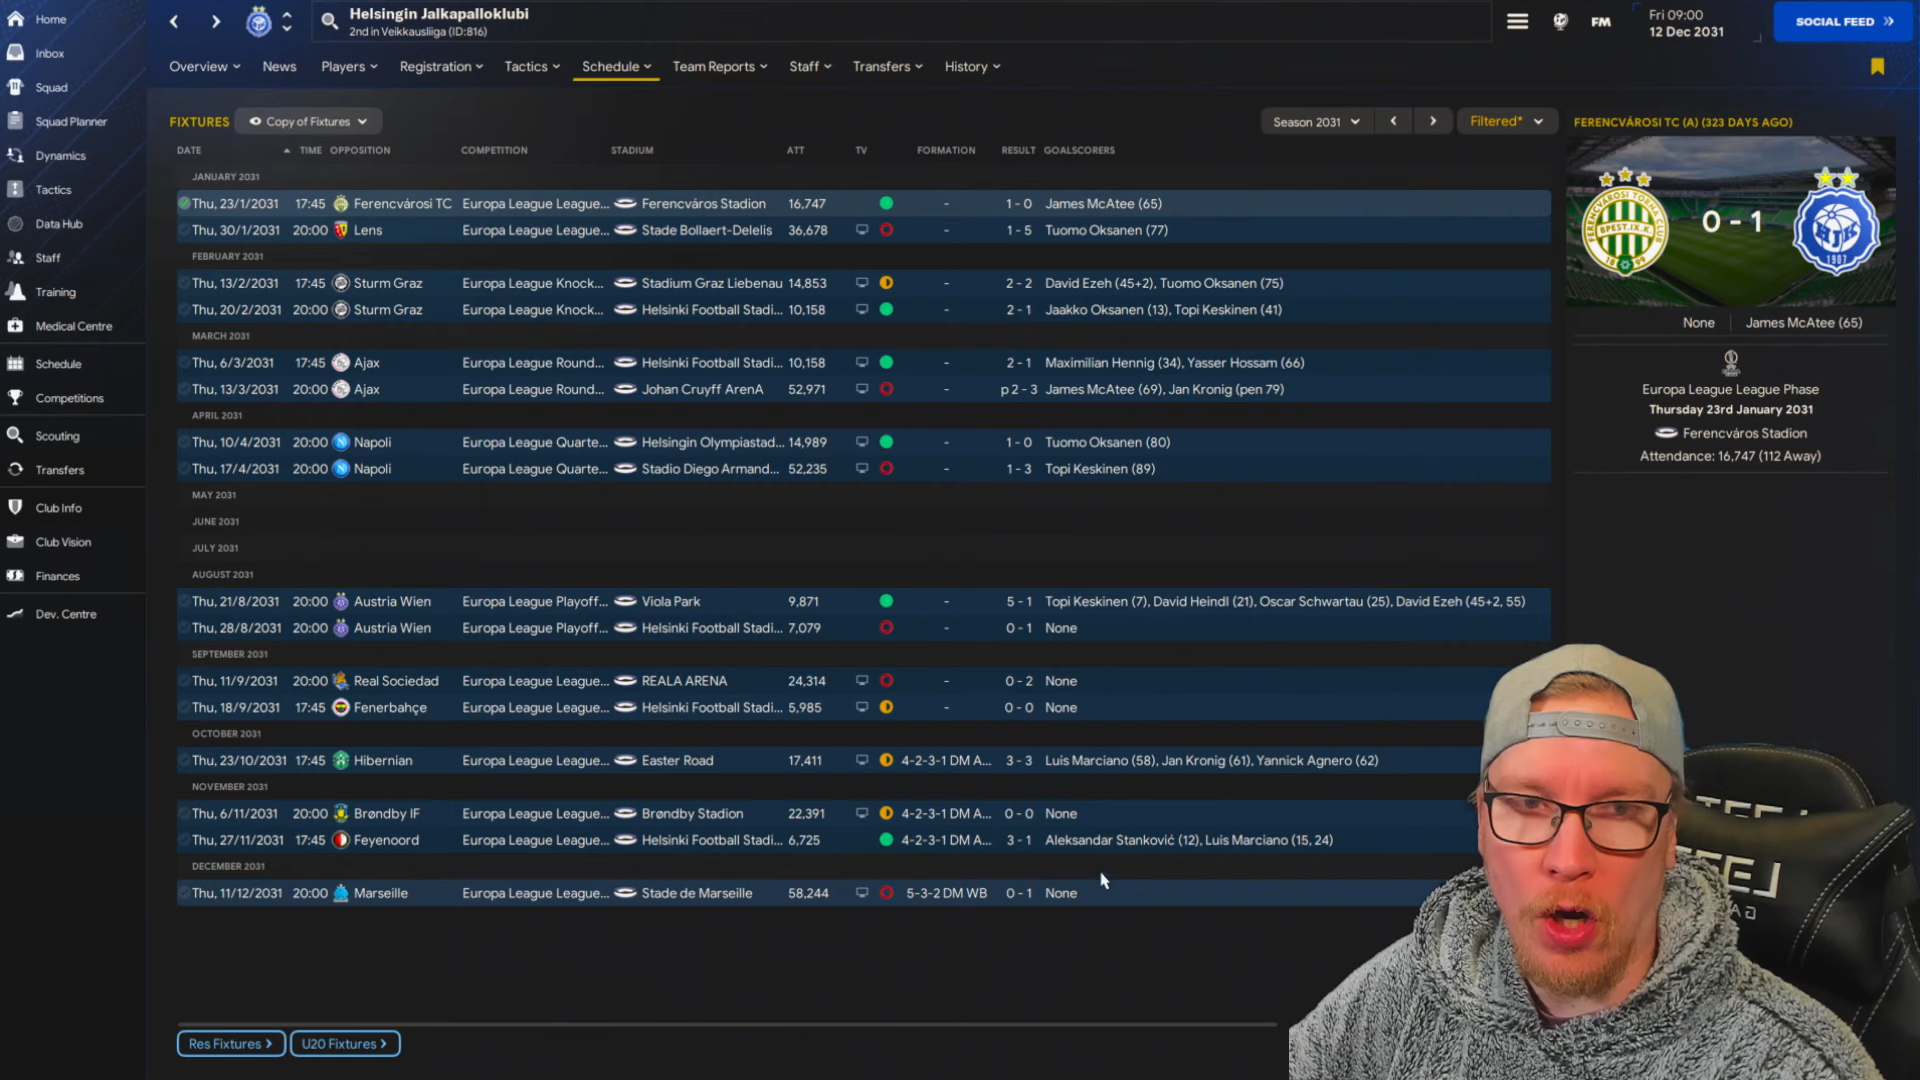 Home
Inbox
Squad
Squad Planner
Dynamics
Tactics
Data Hub
Staff
Training
Medical Centre
Schedule
Competitions
Scouting
Transfers
Club Info
Club Vision
Finances
Dev. Centre
Helsingin Jalkapalloklubi
2nd in Veikkausliiga (ID:816)
FM
Fri 09:00
12 Dec 2031
SOCIAL FEED
Overview
News
Players
Registration
Tactics
Schedule
Team Reports
Staff
Transfers
History
FIXTURES
Copy of Fixtures
Season 2031
Filtered*
DATE TIME OPPOSITION COMPETITION STADIUM ATT TV FORMATION RESULT GOALSCORERS
JANUARY 2031
Thu, 23/1/2031 17:45 Ferencvárosi TC Europa League League... Ferencváros Stadion 16,747 - 1 - 0 James McAtee (65)
Thu, 30/1/2031 20:00 Lens Europa League League... Stade Bollaert-Delelis 36,678 - 1 - 5 Tuomo Oksanen (77)
FEBRUARY 2031
Thu, 13/2/2031 17:45 Sturm Graz Europa League Knock... Stadium Graz Liebenau 14,853 - 2 - 2 David Ezeh (45+2), Tuomo Oksanen (75)
Thu, 20/2/2031 20:00 Sturm Graz Europa League Knock... Helsinki Football Stadi... 10,158 - 2 - 1 Jaakko Oksanen (13), Topi Keskinen (41)
MARCH 2031
Thu, 6/3/2031 17:45 Ajax Europa League Round... Helsinki Football Stadi... 10,158 - 2 - 1 Maximilian Hennig (34), Yasser Hossam (66)
Thu, 13/3/2031 20:00 Ajax Europa League Round... Johan Cruyff ArenA 52,971 - p 2 - 3 James McAtee (69), Jan Kronig (pen 79)
APRIL 2031
Thu, 10/4/2031 20:00 Napoli Europa League Quarte... Helsingin Olympiastad... 14,989 - 1 - 0 Tuomo Oksanen (80)
Thu, 17/4/2031 20:00 Napoli Europa League Quarte... Stadio Diego Armand... 52,235 - 1 - 3 Topi Keskinen (89)
MAY 2031
JUNE 2031
JULY 2031
AUGUST 2031
Thu, 21/8/2031 20:00 Austria Wien Europa League Playoff... Viola Park 9,871 - 5 - 1 Topi Keskinen (7), David Heindl (21), Oscar Schwartau (25), David Ezeh (45+2, 55)
Thu, 28/8/2031 20:00 Austria Wien Europa League Playoff... Helsinki Football Stadi... 7,079 - 0 - 1 None
SEPTEMBER 2031
Thu, 11/9/2031 20:00 Real Sociedad Europa League League... REALA ARENA 24,314 - 0 - 2 None
Thu, 18/9/2031 17:45 Fenerbahçe Europa League League... Helsinki Football Stadi... 5,985 - 0 - 0 None
OCTOBER 2031
Thu, 23/10/2031 17:45 Hibernian Europa League League... Easter Road 17,411 4-2-3-1 DM A... 3 - 3 Luis Marciano (58), Jan Kronig (61), Yannick Agnero (62)
NOVEMBER 2031
Thu, 6/11/2031 20:00 Brøndby IF Europa League League... Brøndby Stadion 22,391 4-2-3-1 DM A... 0 - 0 None
Thu, 27/11/2031 17:45 Feyenoord Europa League League... Helsinki Football Stadi... 6,725 4-2-3-1 DM A... 3 - 1 Aleksandar Stanković (12), Luis Marciano (15, 24)
DECEMBER 2031
Thu, 11/12/2031 20:00 Marseille Europa League League... Stade de Marseille 58,244 5-3-2 DM WB 0 - 1 None
Res Fixtures
U20 Fixtures
FERENCVÁROSI TC (A) (323 DAYS AGO)
0 - 1
HJK
1907
None James McAtee (65)
Europa League League Phase
Thursday 23rd January 2031
Ferencváros Stadion
Attendance: 16,747 (112 Away)